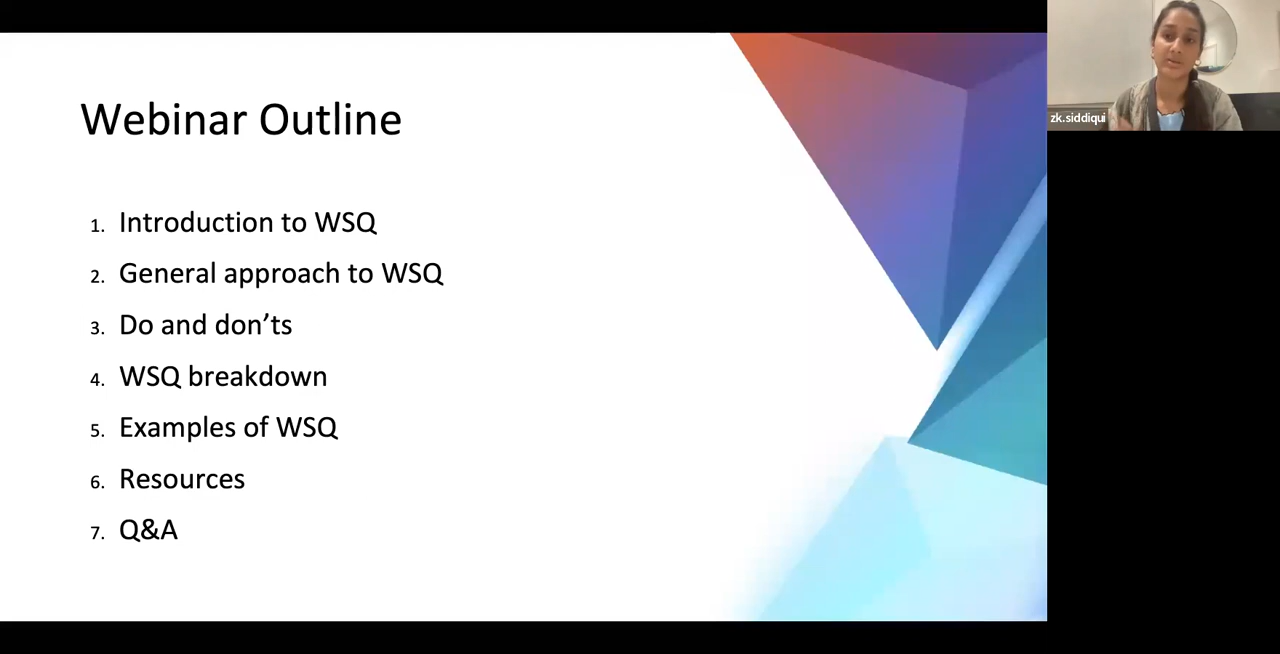 Webinar Outline
1. Introduction to WSQ
2. General approach to WSQ
3. Do and don’ts
4. WSQ breakdown
5. Examples of WSQ
6. Resources
7. Q&A
zk.siddiqui